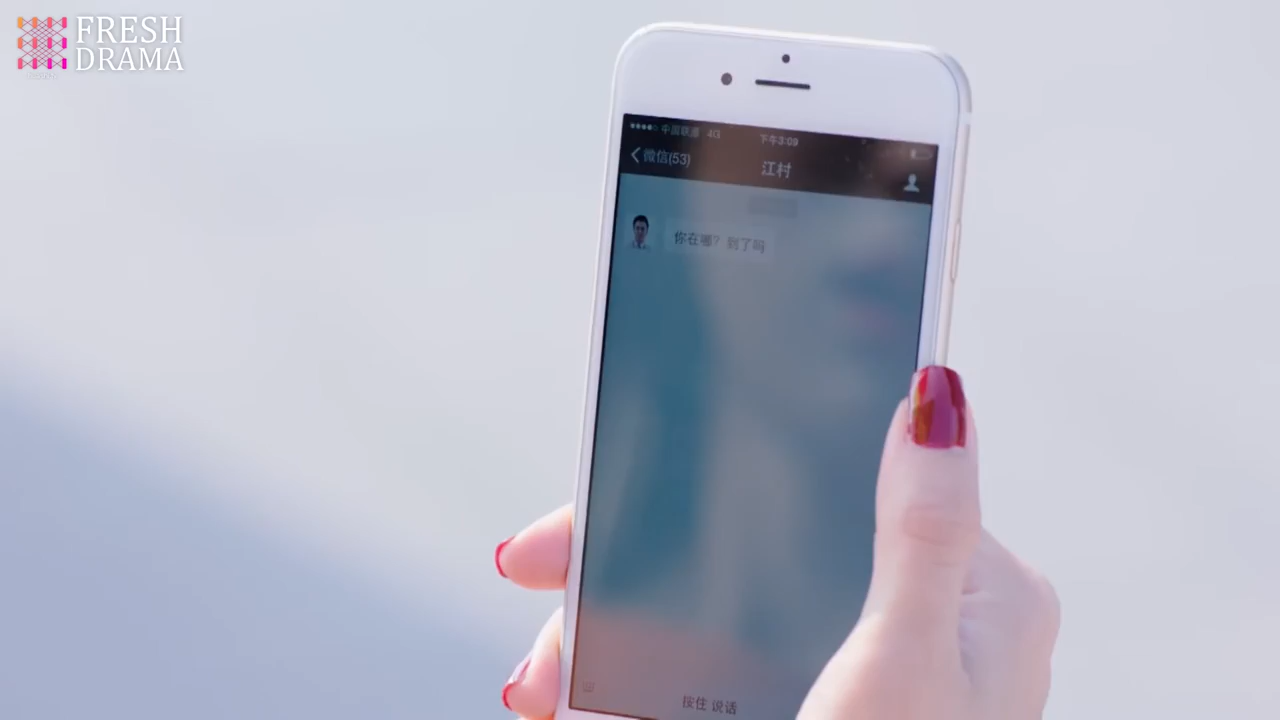 FRESH
DRAMA
中国联通 4G 下午3:09
微信(53)
江村
你在哪？到了吗
按住 说话